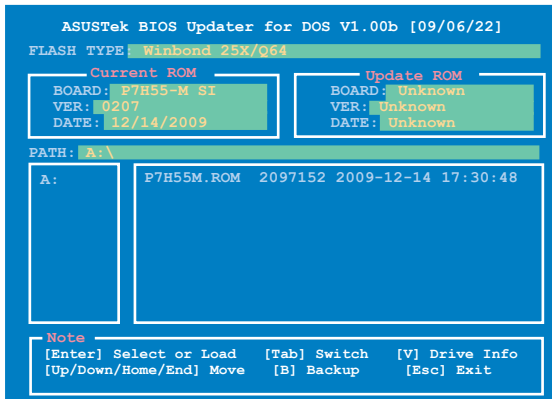 ASUSTek BIOS Updater for DOS V1.00b [09/06/22]
FLASH TYPE: Winbond 25X/Q64
Current ROM
BOARD: P7H55-M SI
VER: 0207
DATE: 12/14/2009
Update ROM
BOARD: Unknown
VER: Unknown
DATE: Unknown
PATH: A:\
A:
P7H55M.ROM 2097152 2009-12-14 17:30:48
Note
[Enter] Select or Load [Tab] Switch [V] Drive Info
[Up/Down/Home/End] Move [B] Backup [Esc] Exit